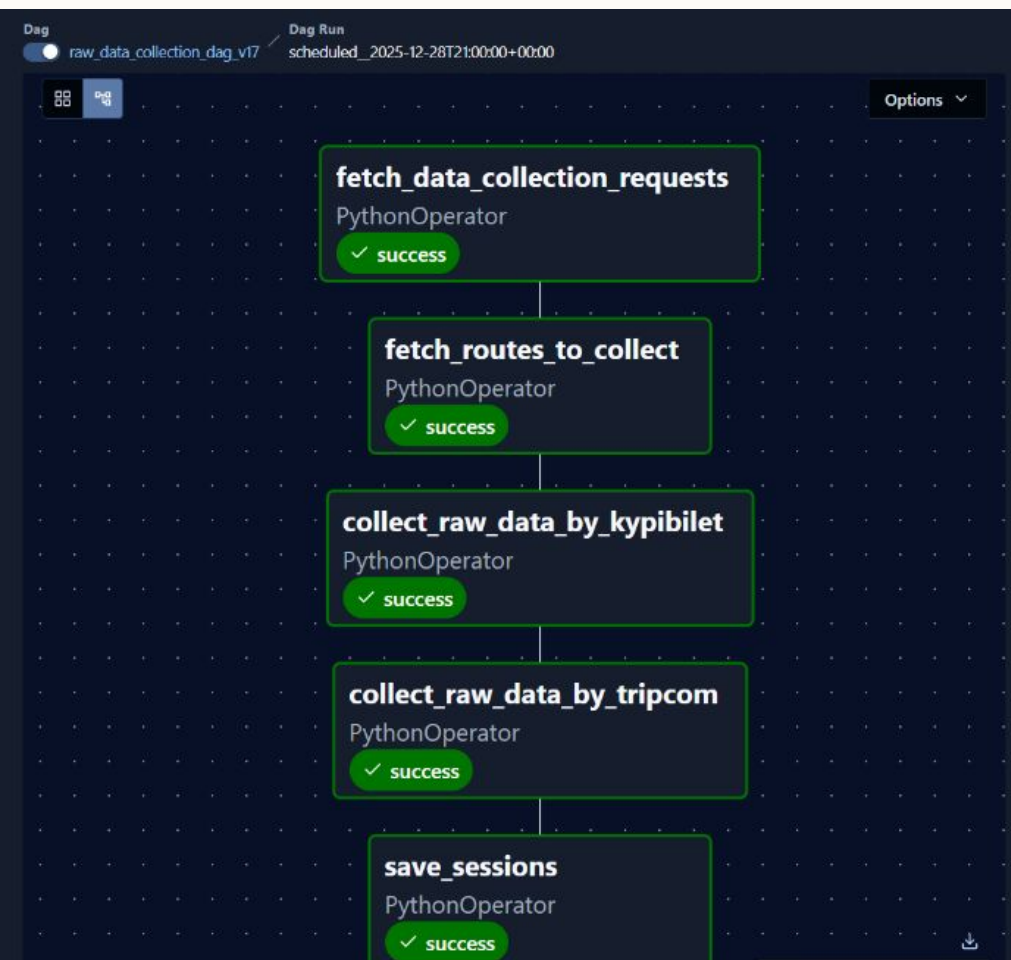 Dag
raw_data_collection_dag_v17
Dag Run
scheduled__2025-12-28T21:00:00+00:00
Options
fetch_data_collection_requests
PythonOperator
success
fetch_routes_to_collect
PythonOperator
success
collect_raw_data_by_kypibilet
PythonOperator
success
collect_raw_data_by_tripcom
PythonOperator
success
save_sessions
PythonOperator
success